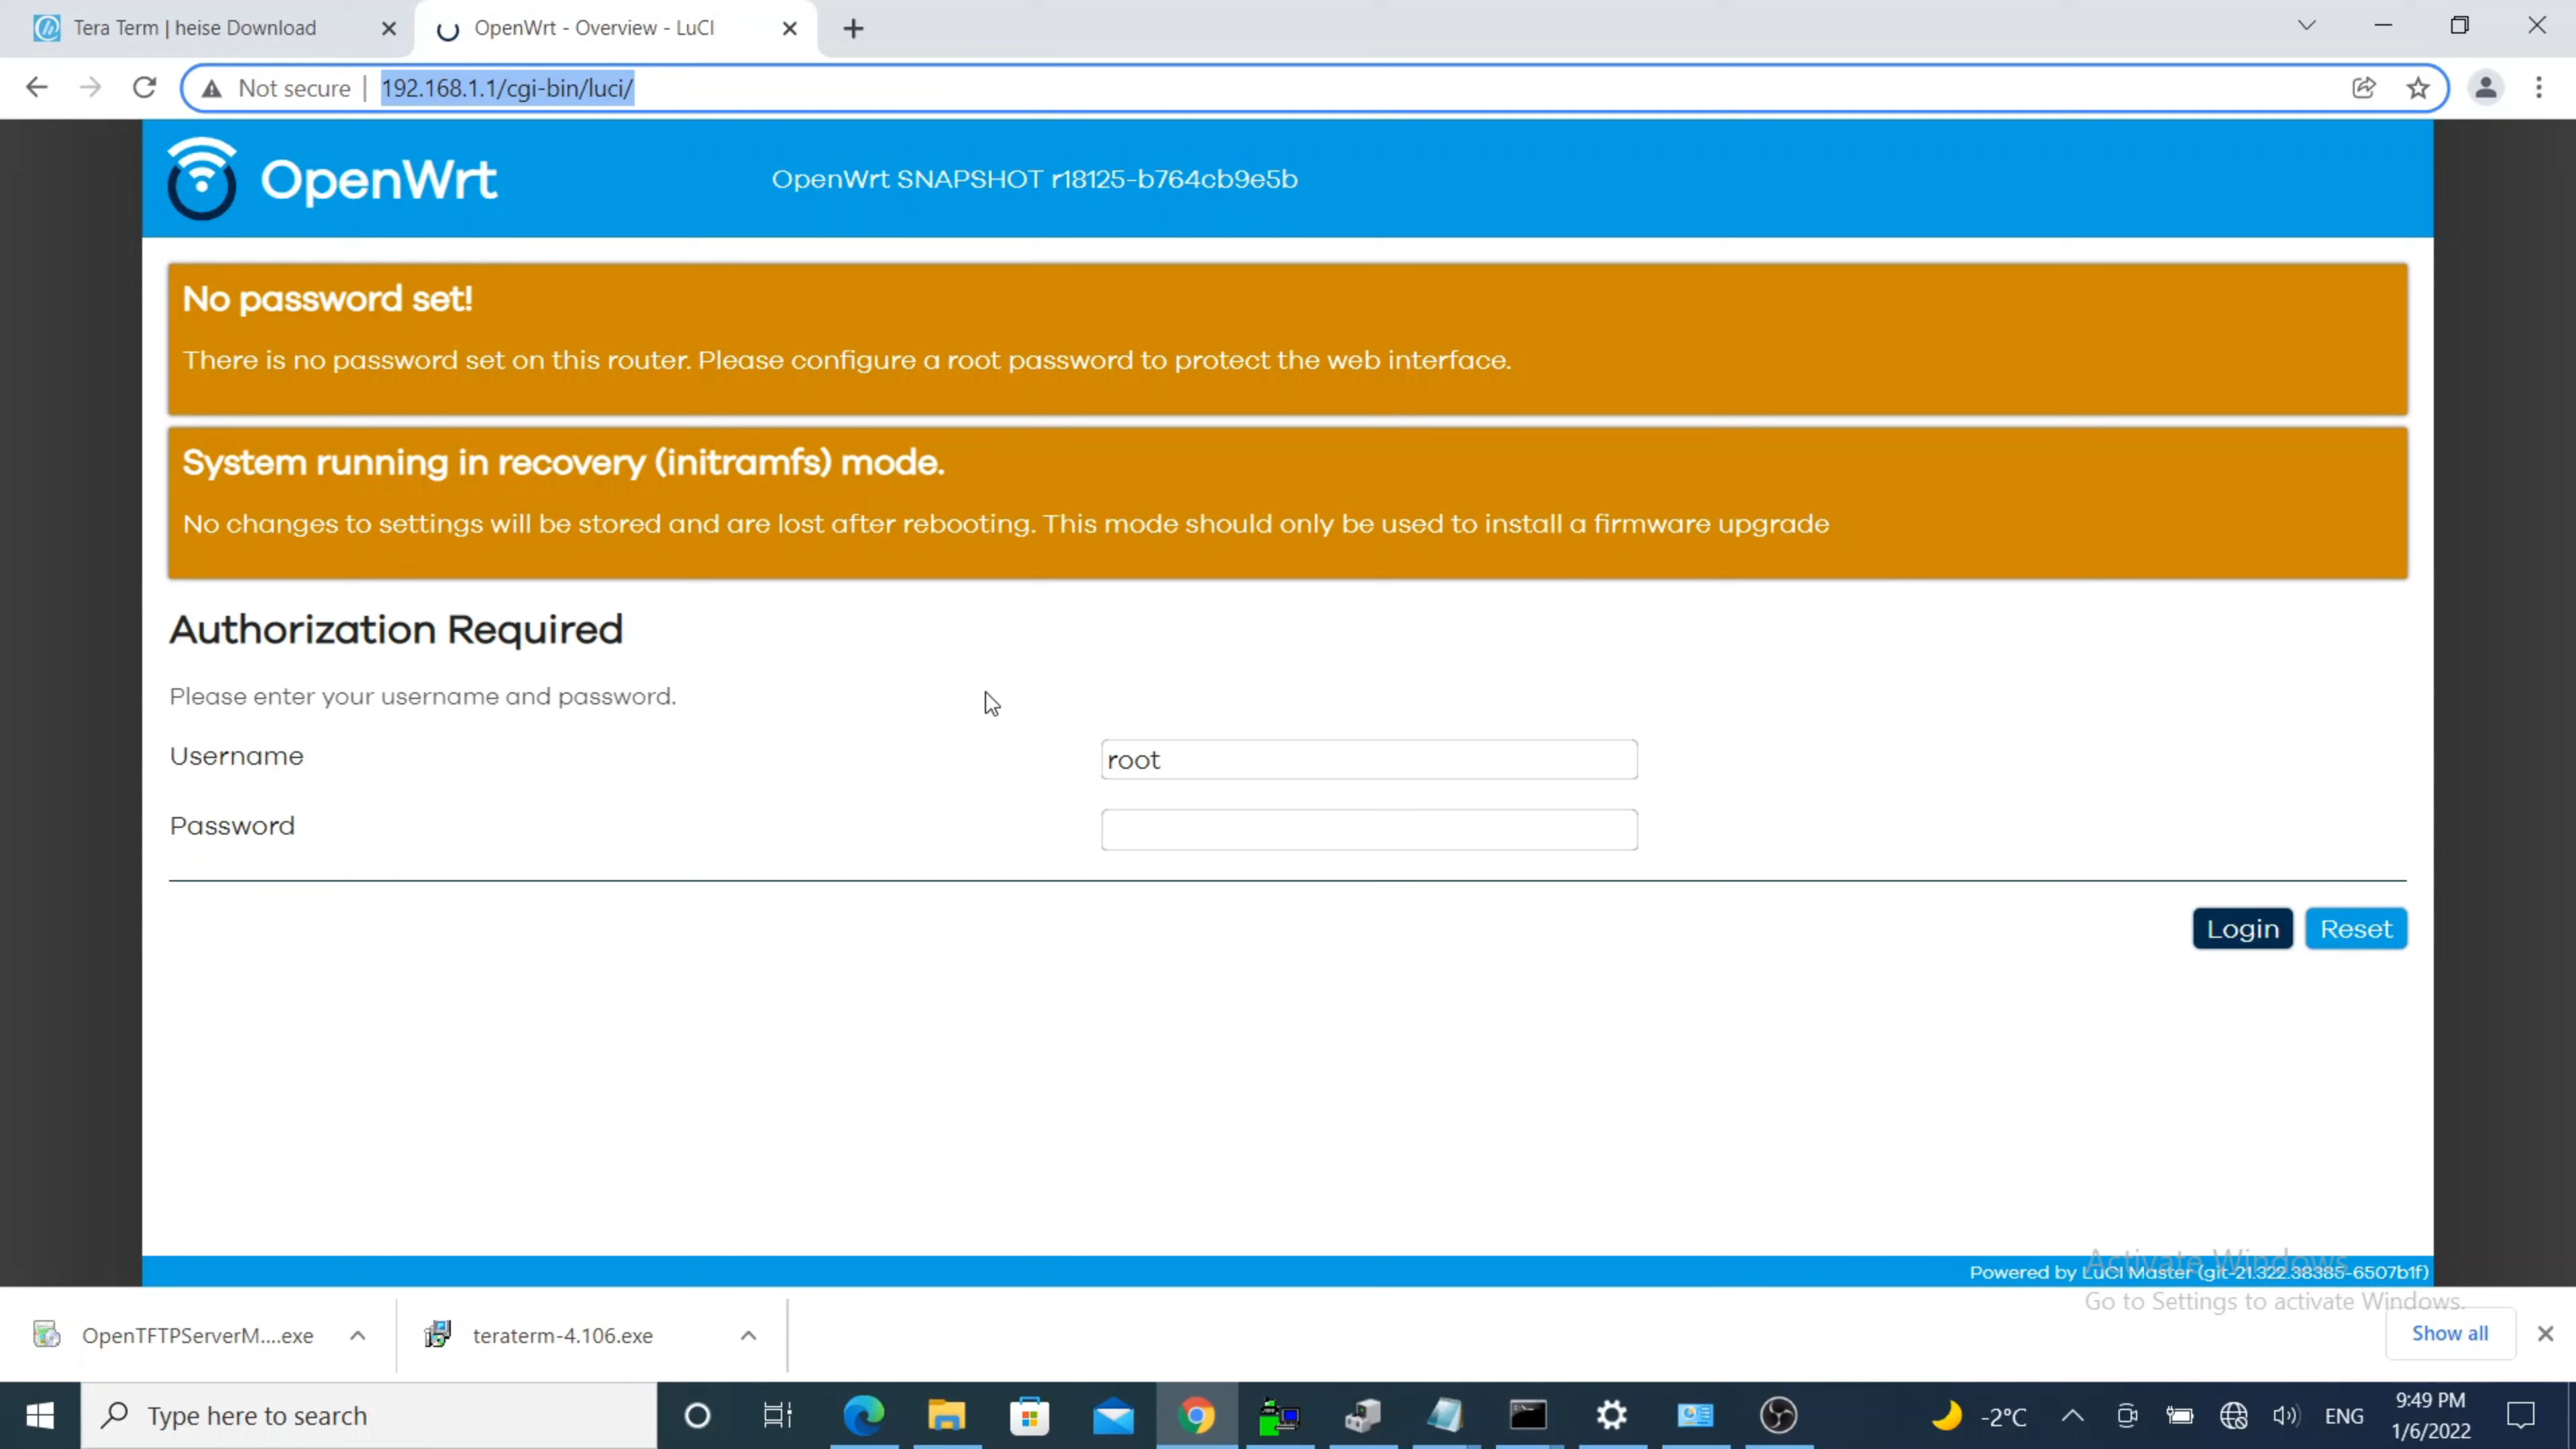 Tera Term | heise Download
OpenWrt - Overview - LuCI
Not secure
192.168.1.1/cgi-bin/luci/
OpenWrt
OpenWrt SNAPSHOT r18125-b764cb9e5b
No password set!
There is no password set on this router. Please configure a root password to protect the web interface.
System running in recovery (initramfs) mode.
No changes to settings will be stored and are lost after rebooting. This mode should only be used to install a firmware upgrade
Authorization Required
Please enter your username and password.
Username
root
Password
Login
Reset
Activate Windows
Powered by LuCI Master (git-21.322.38385-6507b1f)
Go to Settings to activate Windows.
OpenTFTPServerM....exe
teraterm-4.106.exe
Show all
Type here to search
-2°C
ENG
9:49 PM
1/6/2022